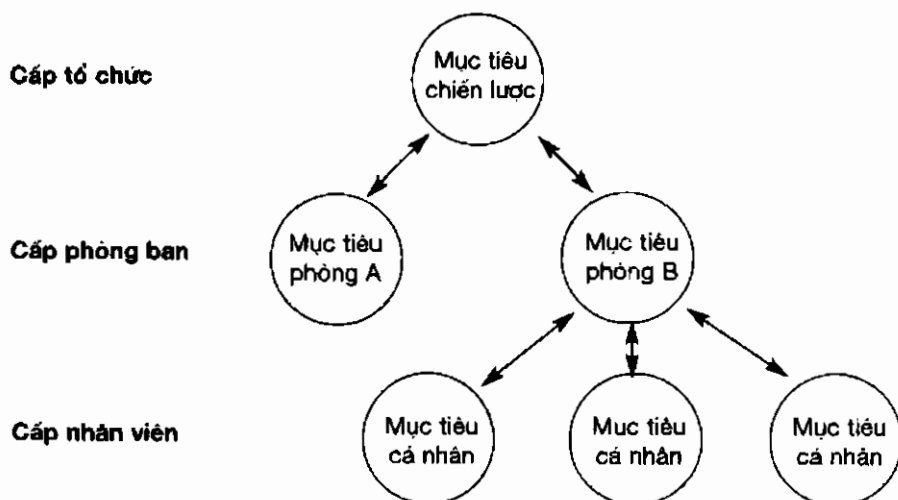 Cấp tổ chức
Mục tiêu
chiến lược
Cấp phòng ban
Mục tiêu
phòng A
Mục tiêu
phòng B
Cấp nhân viên
Mục tiêu
cá nhân
Muc tiêu
cá nhân
Mục tiêu
cá nhân